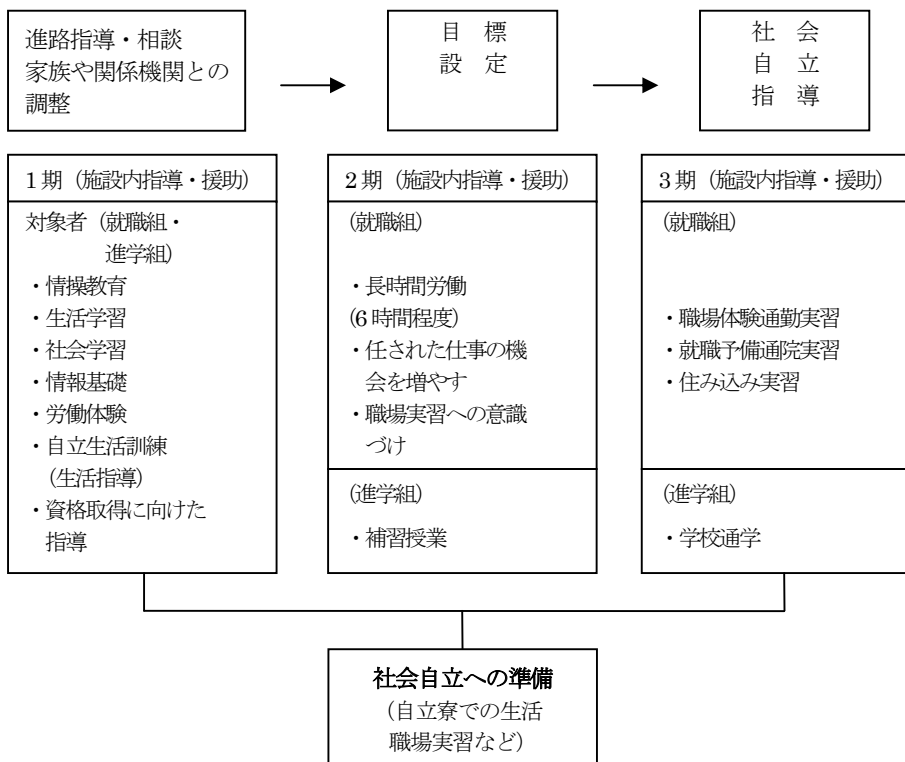 進路指導・相談
家族や関係機関との
調整
目 標
設 定
社 会
自 立
指 導
1期（施設内指導・援助）
対象者（就職組・
進学組）
・情操教育
・生活学習
・社会学習
・情報基礎
・労働体験
・自立生活訓練
（生活指導）
・資格取得に向けた
指導
2期（施設内指導・援助）
（就職組）
・長時間労働
（6時間程度）
・任された仕事の機
会を増やす
・職場実習への意識
づけ
（進学組）
・補習授業
3期（施設内指導・援助）
（就職組）
・職場体験通勤実習
・就職予備通院実習
・住み込み実習
（進学組）
・学校通学
社会自立への準備
（自立寮での生活
職場実習など）